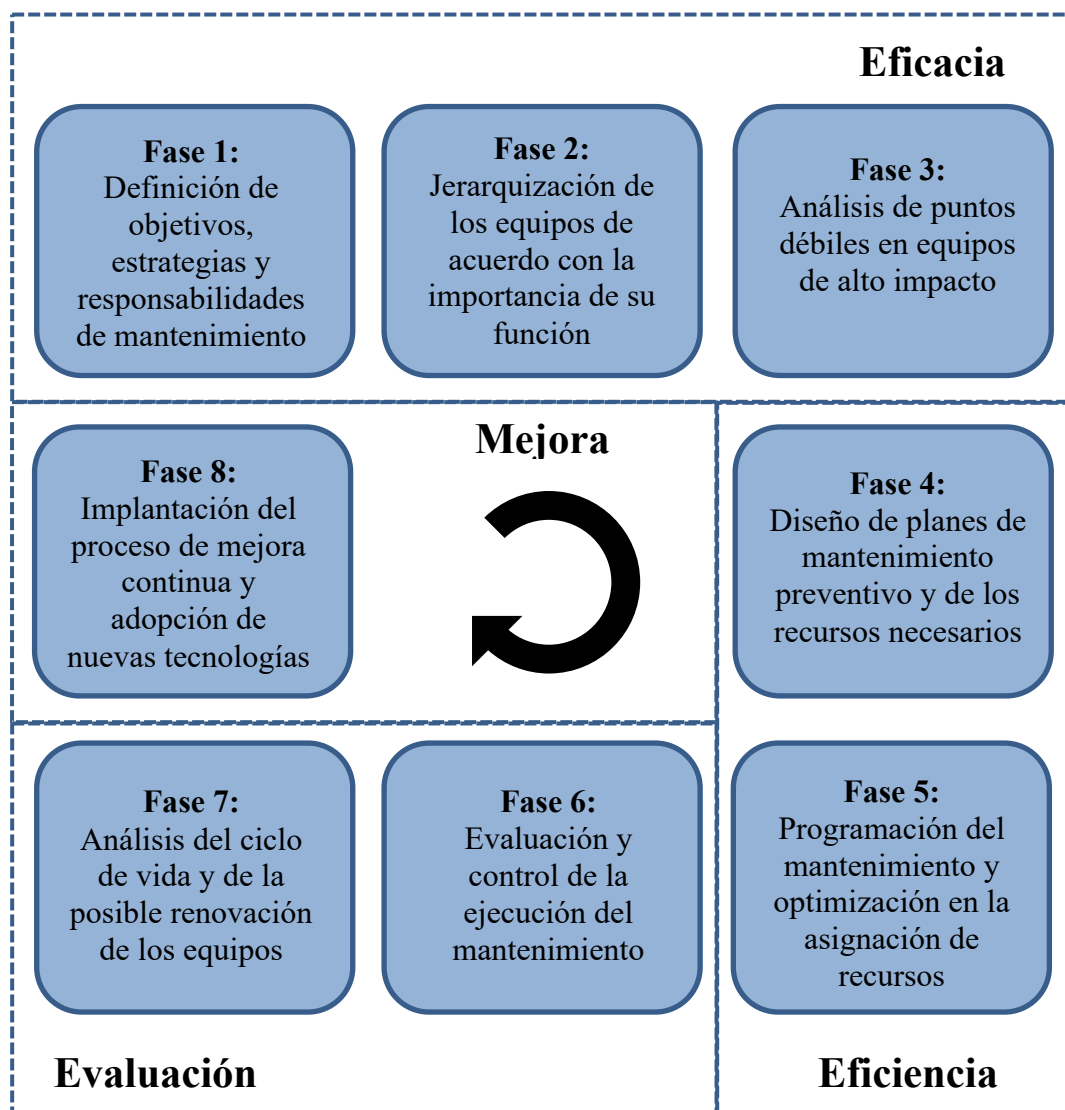 Eficacia
Fase 1:
Definición de
objetivos,
estrategias y
responsabilidades
de mantenimiento
Fase 2:
Jerarquización de
los equipos de
acuerdo con la
importancia de su
función
Fase 3:
Análisis de puntos
débiles en equipos
de alto impacto
Fase 8:
Implantación del
proceso de mejora
continua y
adopción de
nuevas tecnologías
Mejora
Fase 4:
Diseño de planes de
mantenimiento
preventivo y de los
recursos necesarios
Fase 7:
Análisis del ciclo
de vida y de la
posible renovación
de los equipos
Fase 6:
Evaluación y
control de la
ejecución del
mantenimiento
Fase 5:
Programación del
mantenimiento y
optimización en la
asignación de
recursos
Evaluación
Eficiencia